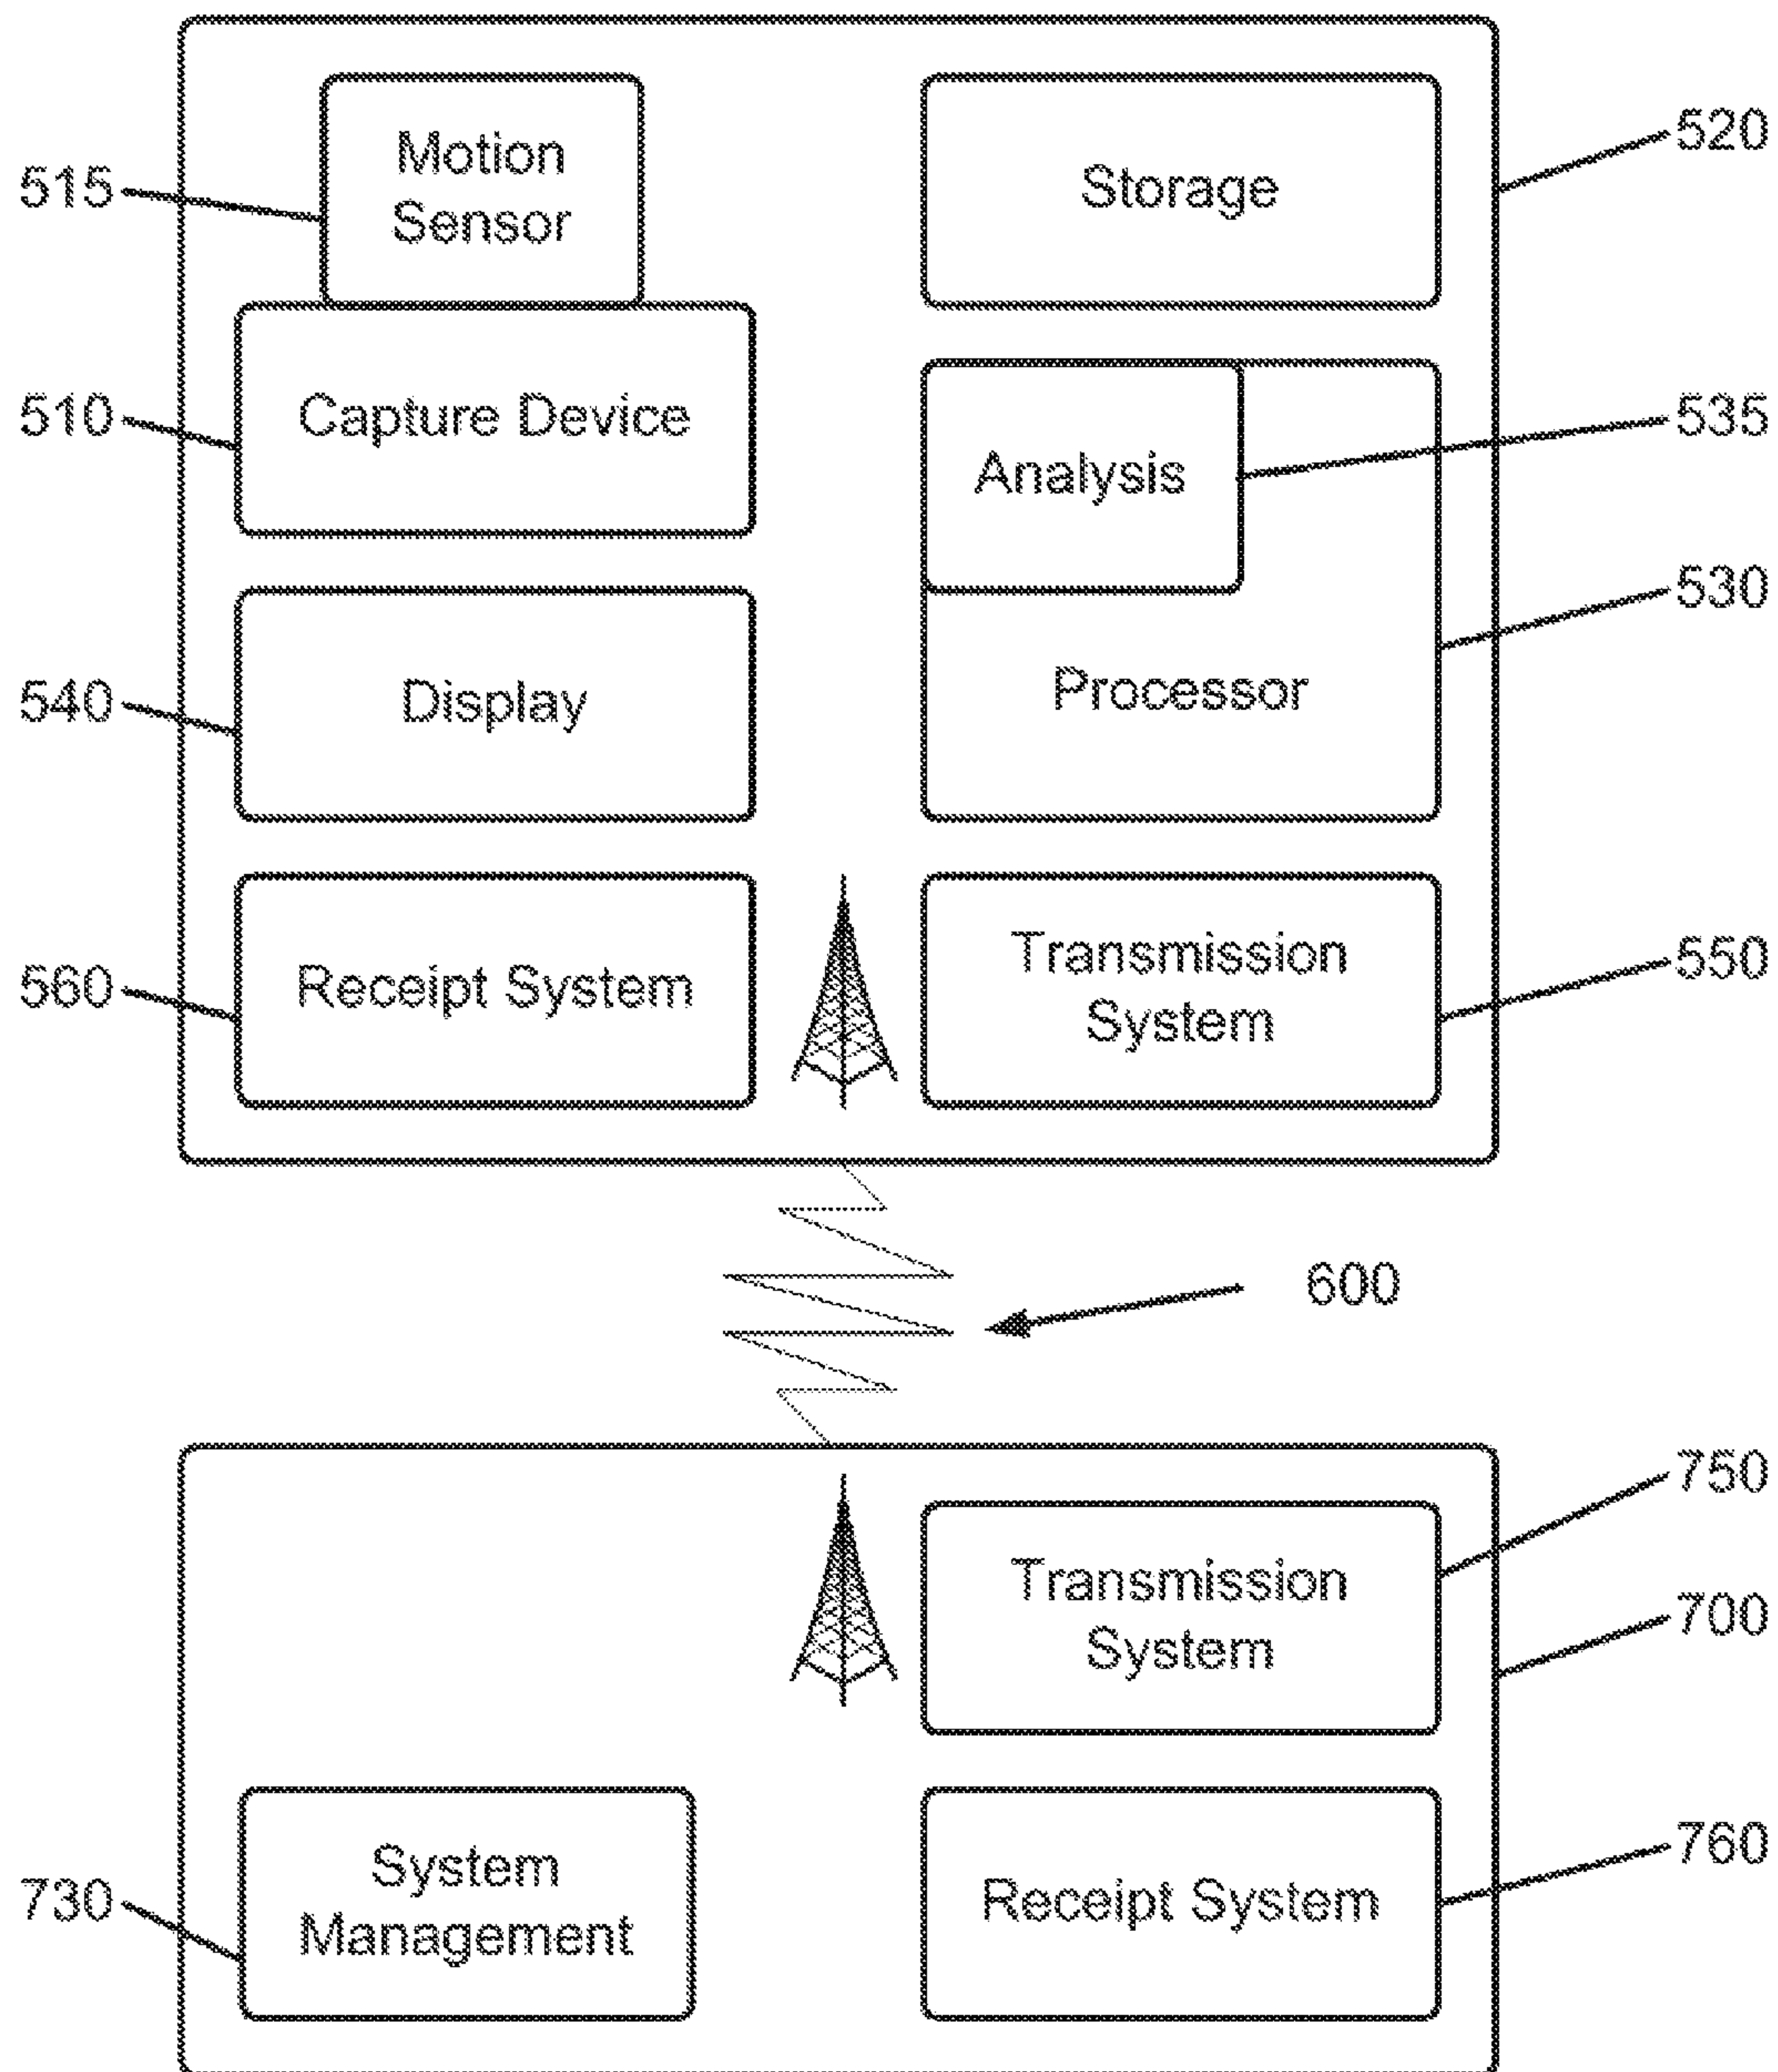 Motion
Sensor
Storage
520
515
Capture Device
510
Analysis
535
530
Display
Processor
540
Receipt System
Transmission
System
560
550
600
Transmission
System
750
700
System
Management
Receipt System
760
730